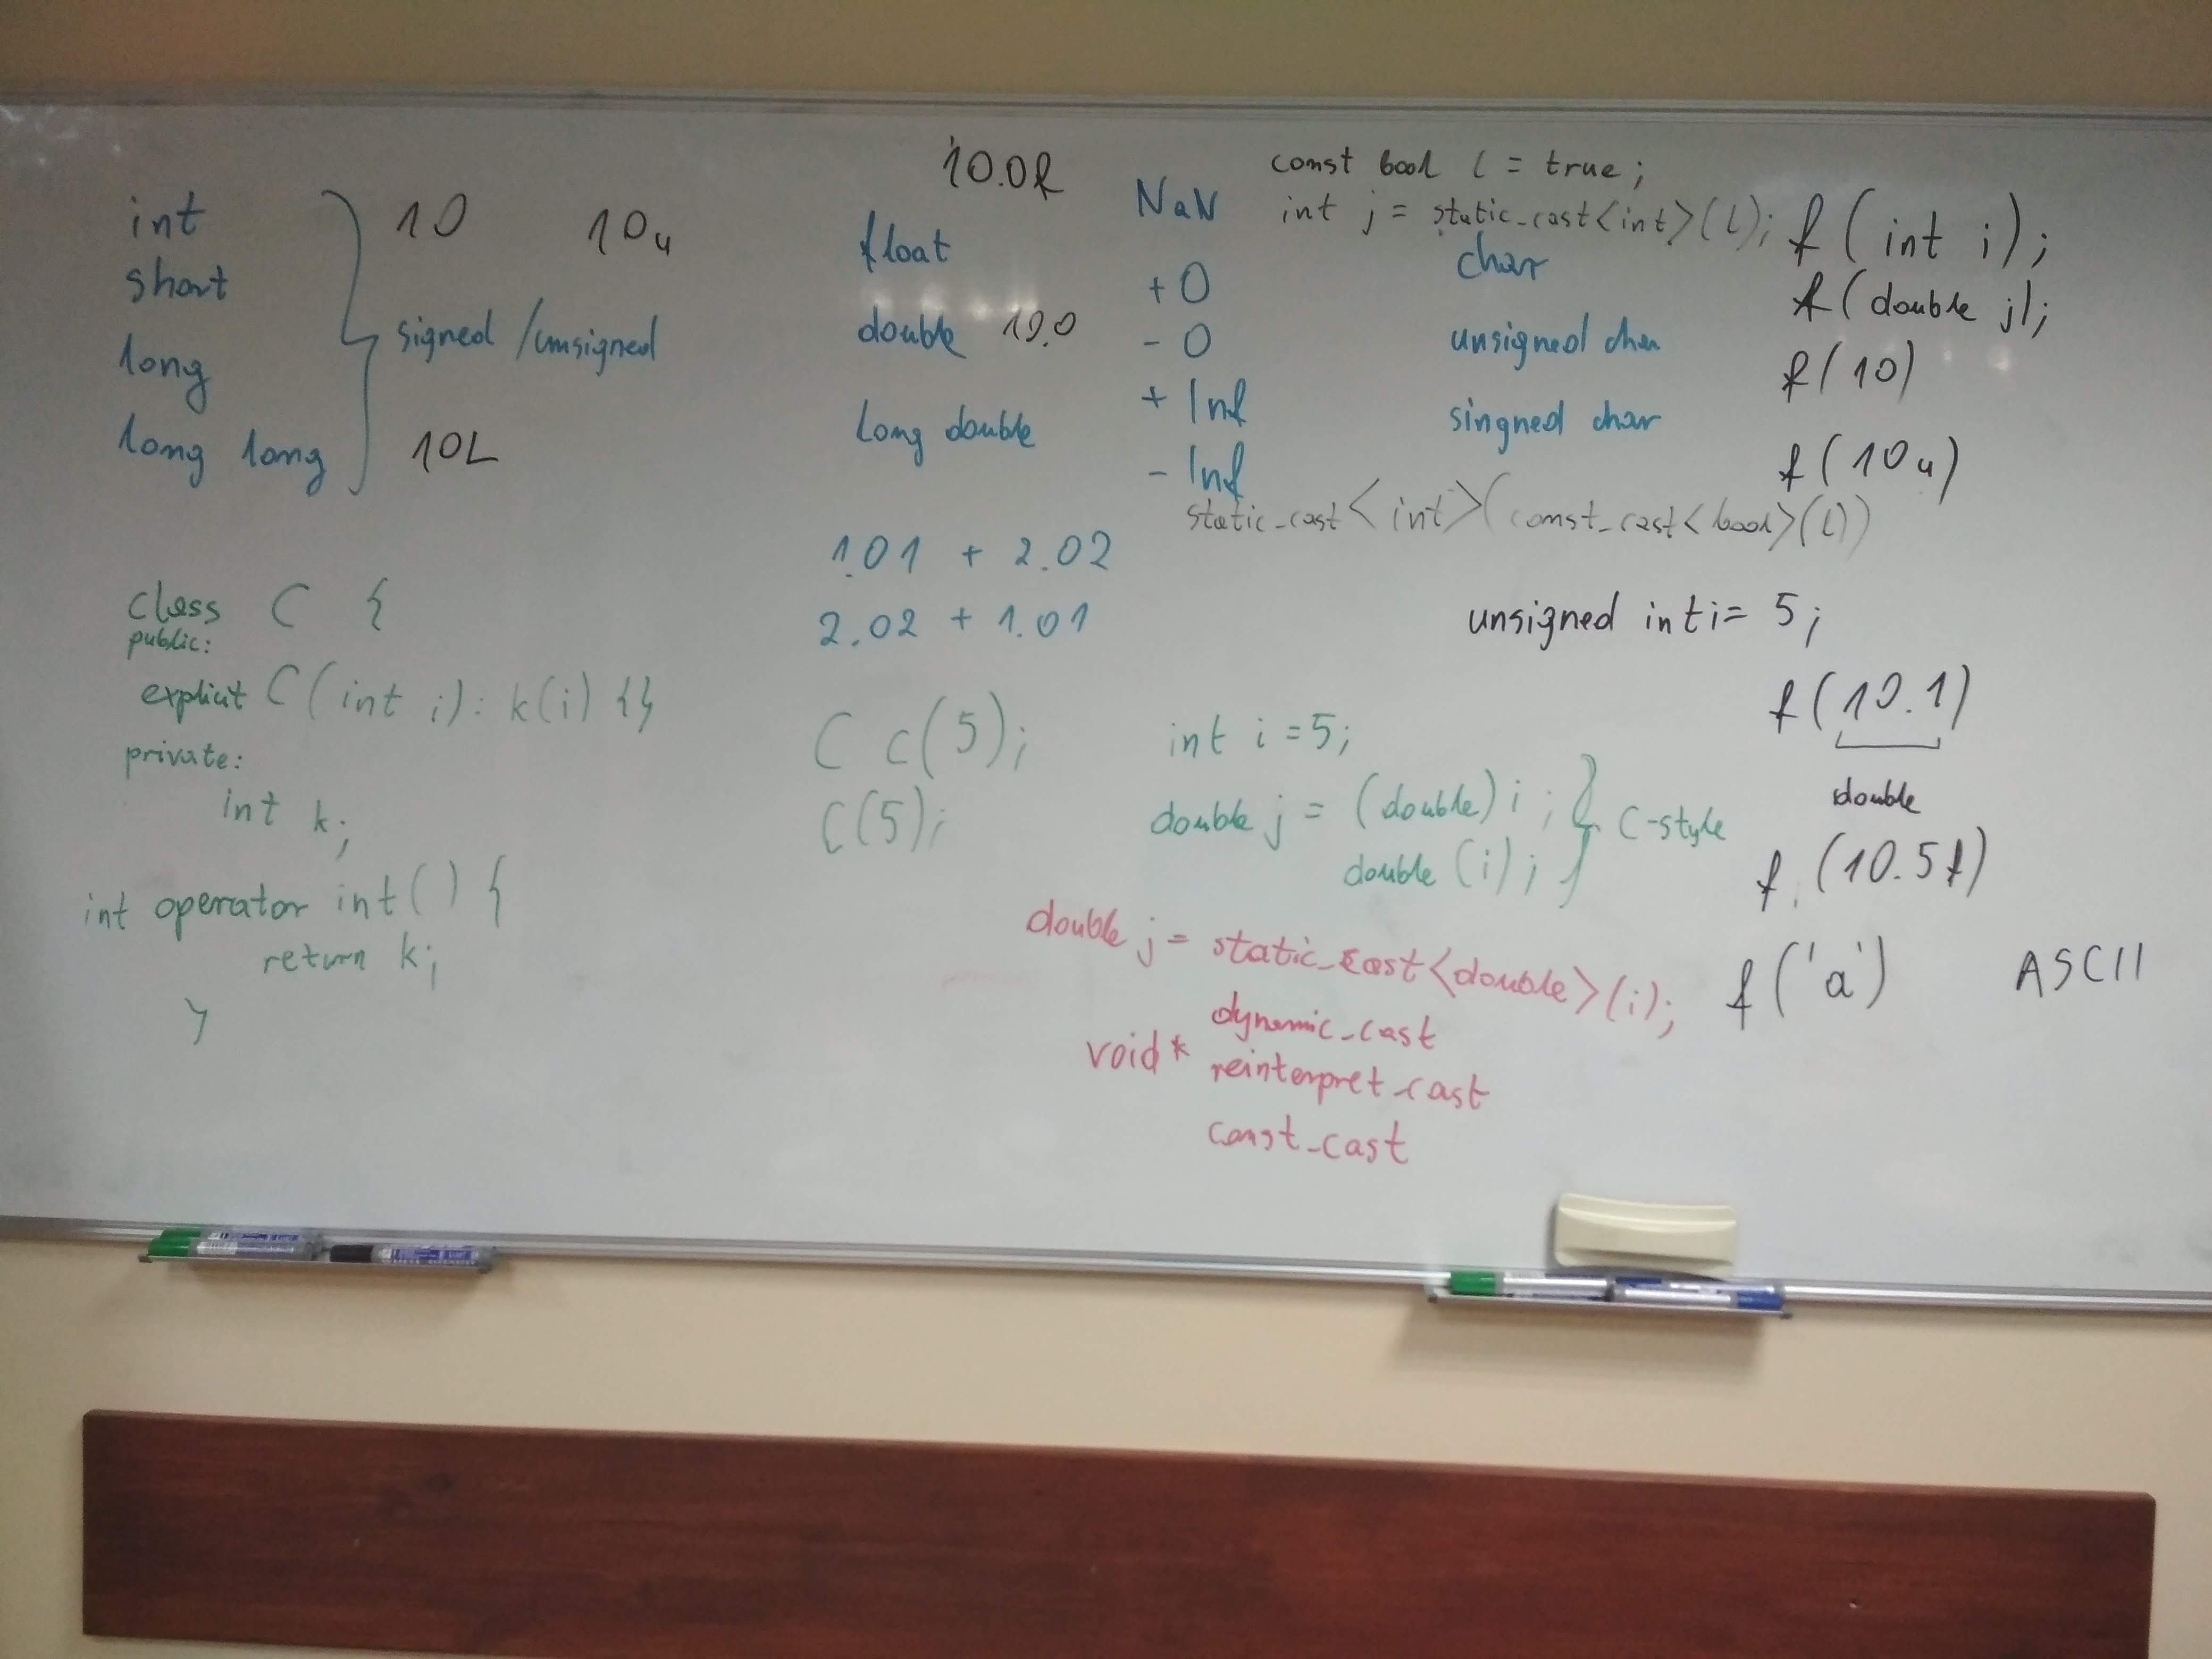 int
short
long
long long
10
10u
signed / unsigned
10L
10.0f
float
double 10.0
Long double
NaN
+0
-0
+Inf
-Inf
const bool l = true;
int j = static_cast<int>(l);
char
unsigned char
singned char
static_cast<int>(const_cast<bool>(l))
f(int i);
f(double j);
f(10)
f(10u)
1.01 + 2.02
2.02 + 1.01
unsigned int i = 5;
f(10.1)
double
f(10.5f)
f('a')
ASCII
class C {
public:
explicit C(int i): k(i) {}
private:
int k;
int operator int() {
return k;
}
C c(5);
C(5);
int i = 5;
double j = (double) i;
double (i);
C-style
double j = static_cast<double>(i);
dynamic_cast
void* reinterpret_cast
const_cast